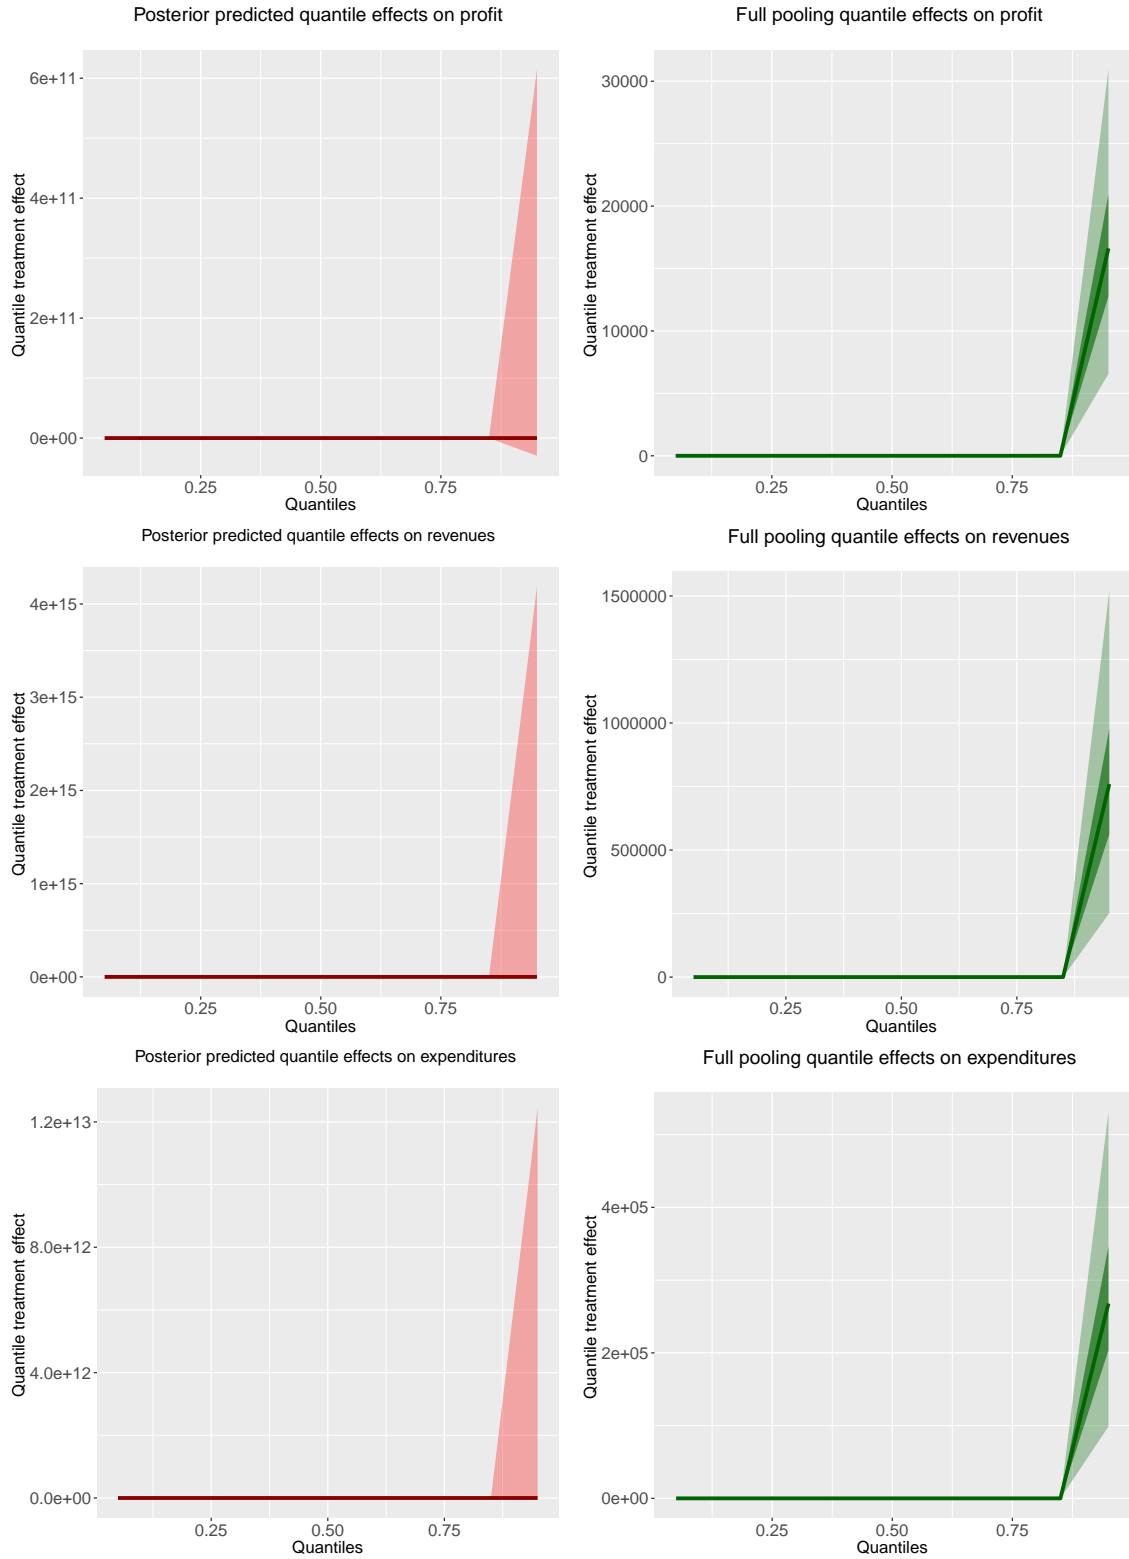 Posterior predicted quantile effects on profit
Quantile treatment effect
6e+11
4e+11
2e+11
0e+00
0.25 0.50 0.75
Quantiles
Full pooling quantile effects on profit
Quantile treatment effect
30000
20000
10000
0
0.25 0.50 0.75
Quantiles
Posterior predicted quantile effects on revenues
Quantile treatment effect
4e+15
3e+15
2e+15
1e+15
0e+00
0.25 0.50 0.75
Quantiles
Full pooling quantile effects on revenues
Quantile treatment effect
1500000
1000000
500000
0
0.25 0.50 0.75
Quantiles
Posterior predicted quantile effects on expenditures
Quantile treatment effect
1.2e+13
8.0e+12
4.0e+12
0.0e+00
0.25 0.50 0.75
Quantiles
Full pooling quantile effects on expenditures
Quantile treatment effect
4e+05
2e+05
0e+00
0.25 0.50 0.75
Quantiles